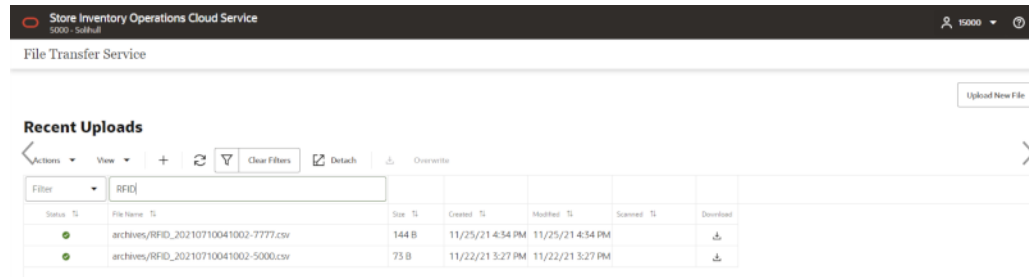 Store Inventory Operations Cloud Service
5000 - Solihull
15000
File Transfer Service
Upload New File
Recent Uploads
Actions View Clear Filters Detach Overwrite
Filter RFID
Status File Name Size Created Modified Scanned Download
archives/RFID_20210710041002-7777.csv 144 B 11/25/21 4:34 PM 11/25/21 4:34 PM
archives/RFID_20210710041002-5000.csv 73 B 11/22/21 3:27 PM 11/22/21 3:27 PM